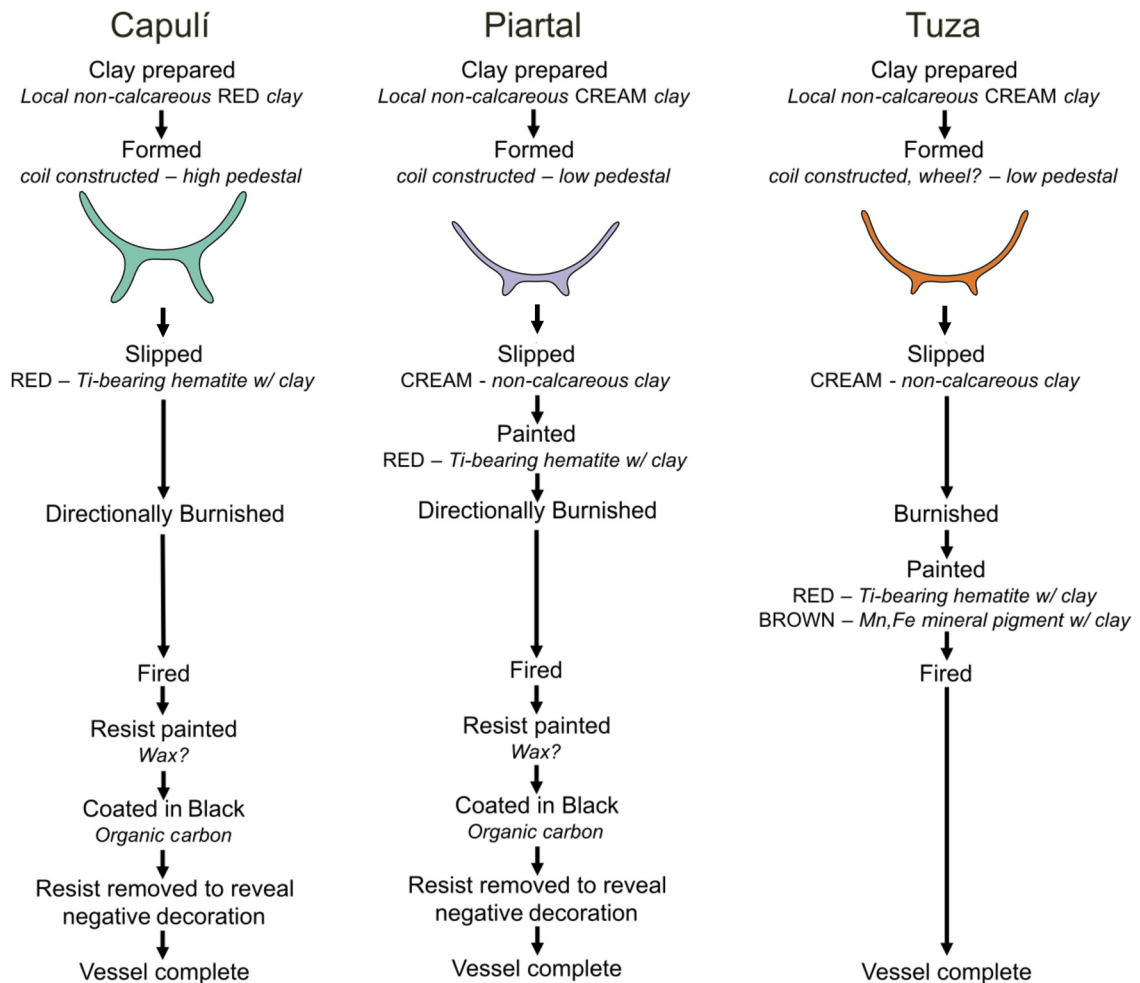 Capulí
Clay prepared
Local non-calcareous RED clay
Formed
coil constructed – high pedestal
Slipped
RED – Ti-bearing hematite w/ clay
Directionally Burnished
Fired
Resist painted
Wax?
Coated in Black
Organic carbon
Resist removed to reveal
negative decoration
Vessel complete
Piartal
Clay prepared
Local non-calcareous CREAM clay
Formed
coil constructed – low pedestal
Slipped
CREAM - non-calcareous clay
Painted
RED – Ti-bearing hematite w/ clay
Directionally Burnished
Fired
Resist painted
Wax?
Coated in Black
Organic carbon
Resist removed to reveal
negative decoration
Vessel complete
Tuza
Clay prepared
Local non-calcareous CREAM clay
Formed
coil constructed, wheel? – low pedestal
Slipped
CREAM - non-calcareous clay
Burnished
Painted
RED – Ti-bearing hematite w/ clay
BROWN – Mn,Fe mineral pigment w/ clay
Fired
Vessel complete